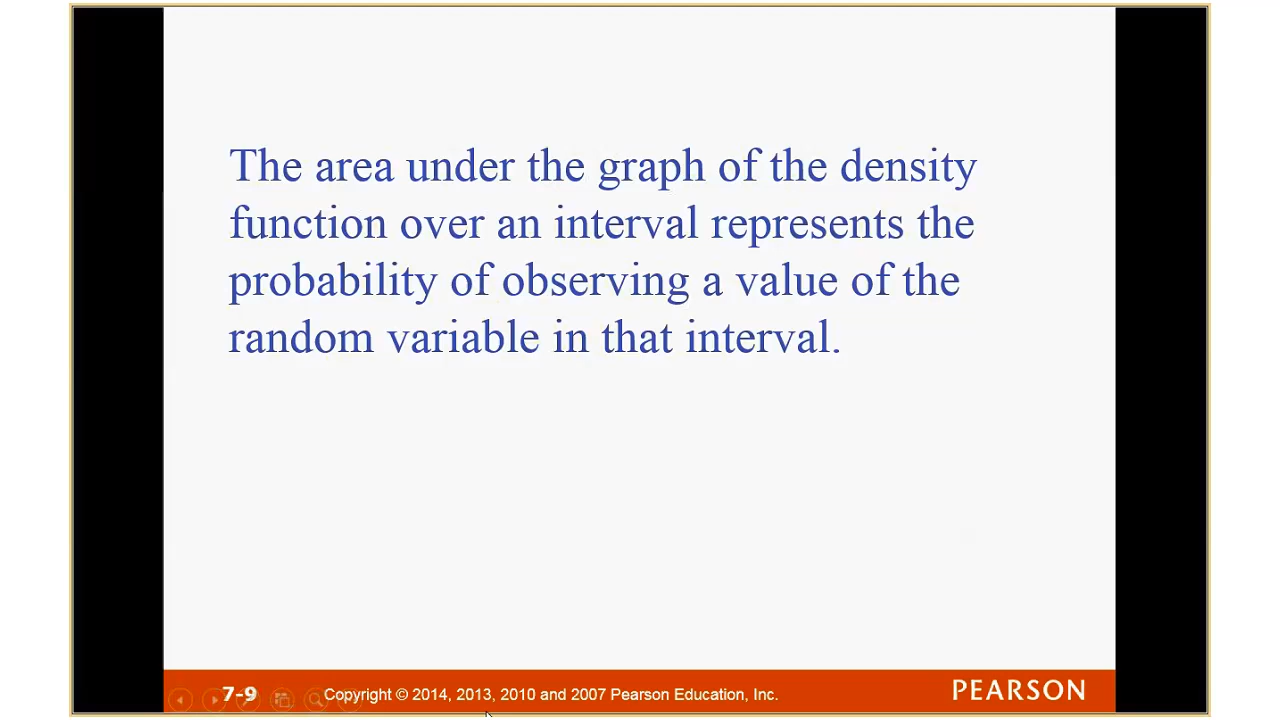 The area under the graph of the density
function over an interval represents the
probability of observing a value of the
random variable in that interval.
7-9 Copyright © 2014, 2013, 2010 and 2007 Pearson Education, Inc. PEARSON